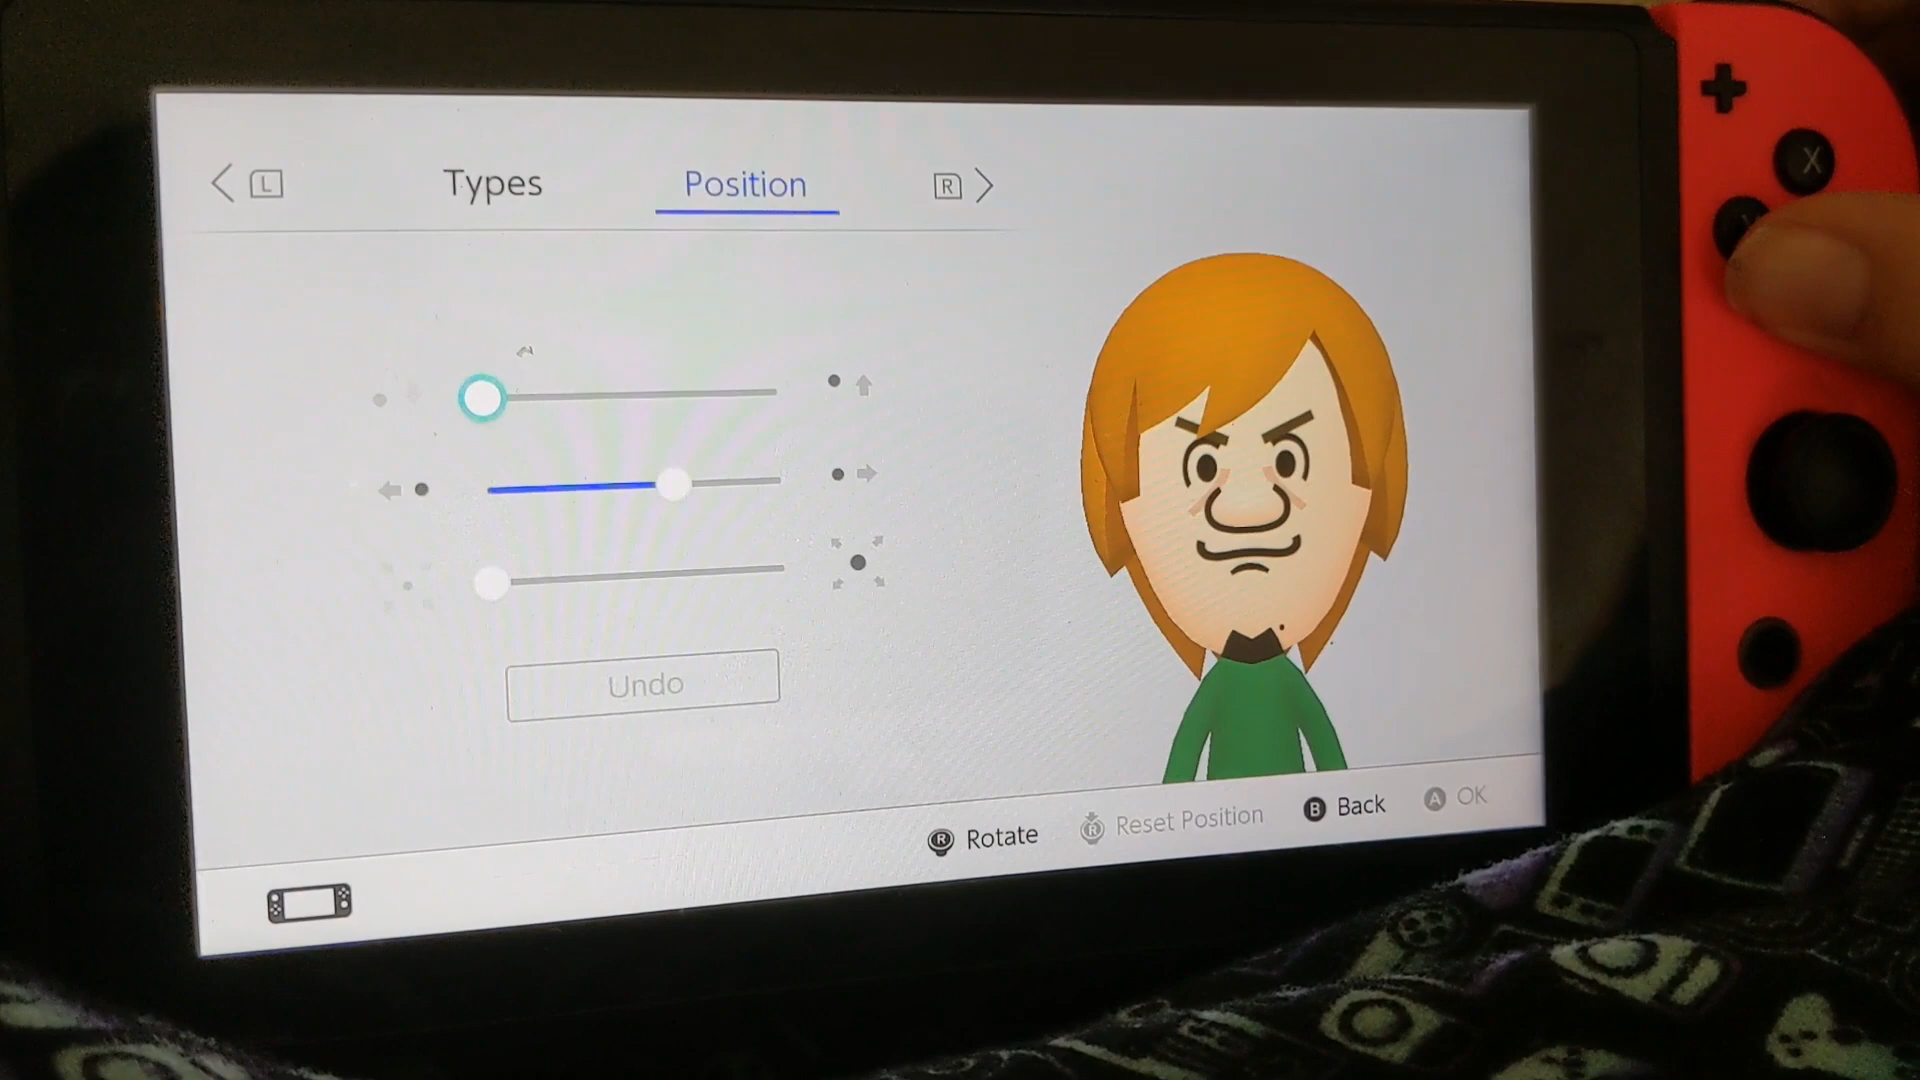 L Types Position R
Undo
R Rotate R Reset Position B Back A OK
X
Y